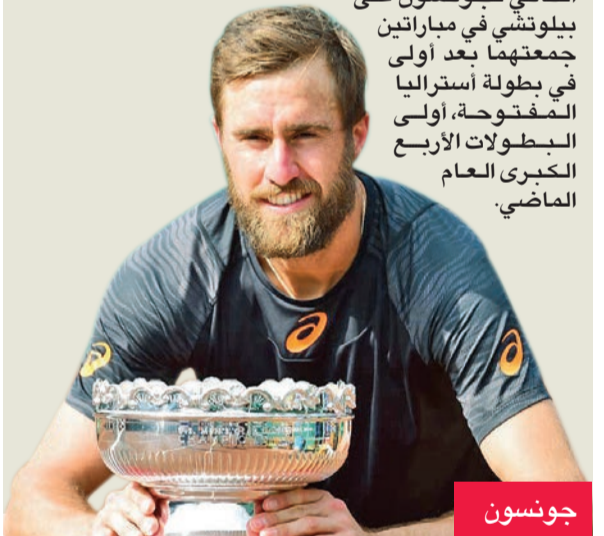 بيلوتشي في مباراتين
جمعتهما بعد أولى
في بطولة أستراليا
المفتوحة، أولى
البطولات الأربع
الكبرى العام
الماضي.
جونسون